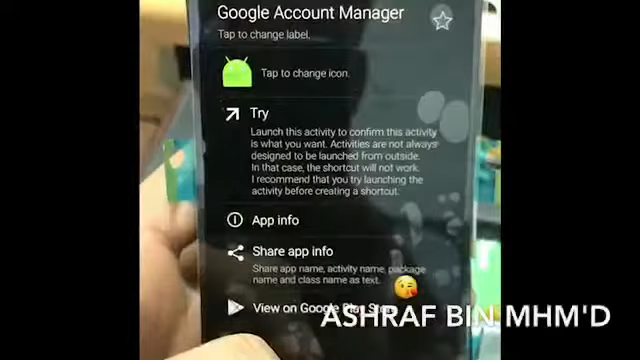 Google Account Manager
Tap to change label.
Tap to change icon.
Try
Launch this activity to confirm this activity
is what you want. Activities are not always
designed to be launched from outside.
In that case, the shortcut will not work.
I recommend that you try launching the
activity before creating a shortcut.
App info
Share app info
Share app name, activity name, package
name and class name as text.
View on Google Play
ASHRAF BIN MHM'D